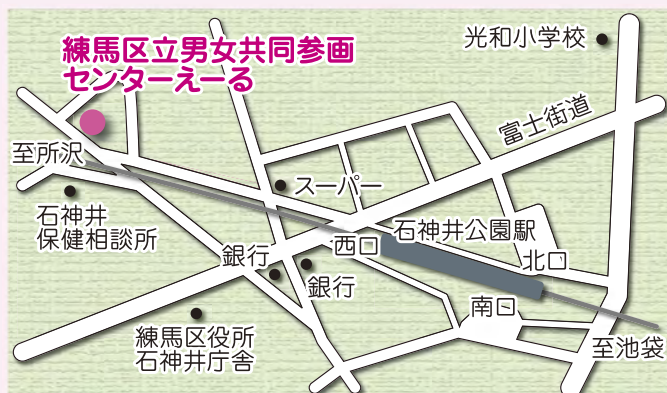 光和小学校
練馬区立男女共同参画
センターえーる
富士街道
至所沢
スーパー
石神井
保健相談所
石神井公園駅
西口
銀行
北口
銀行
南口
練馬区役所
石神井庁舎
至池袋